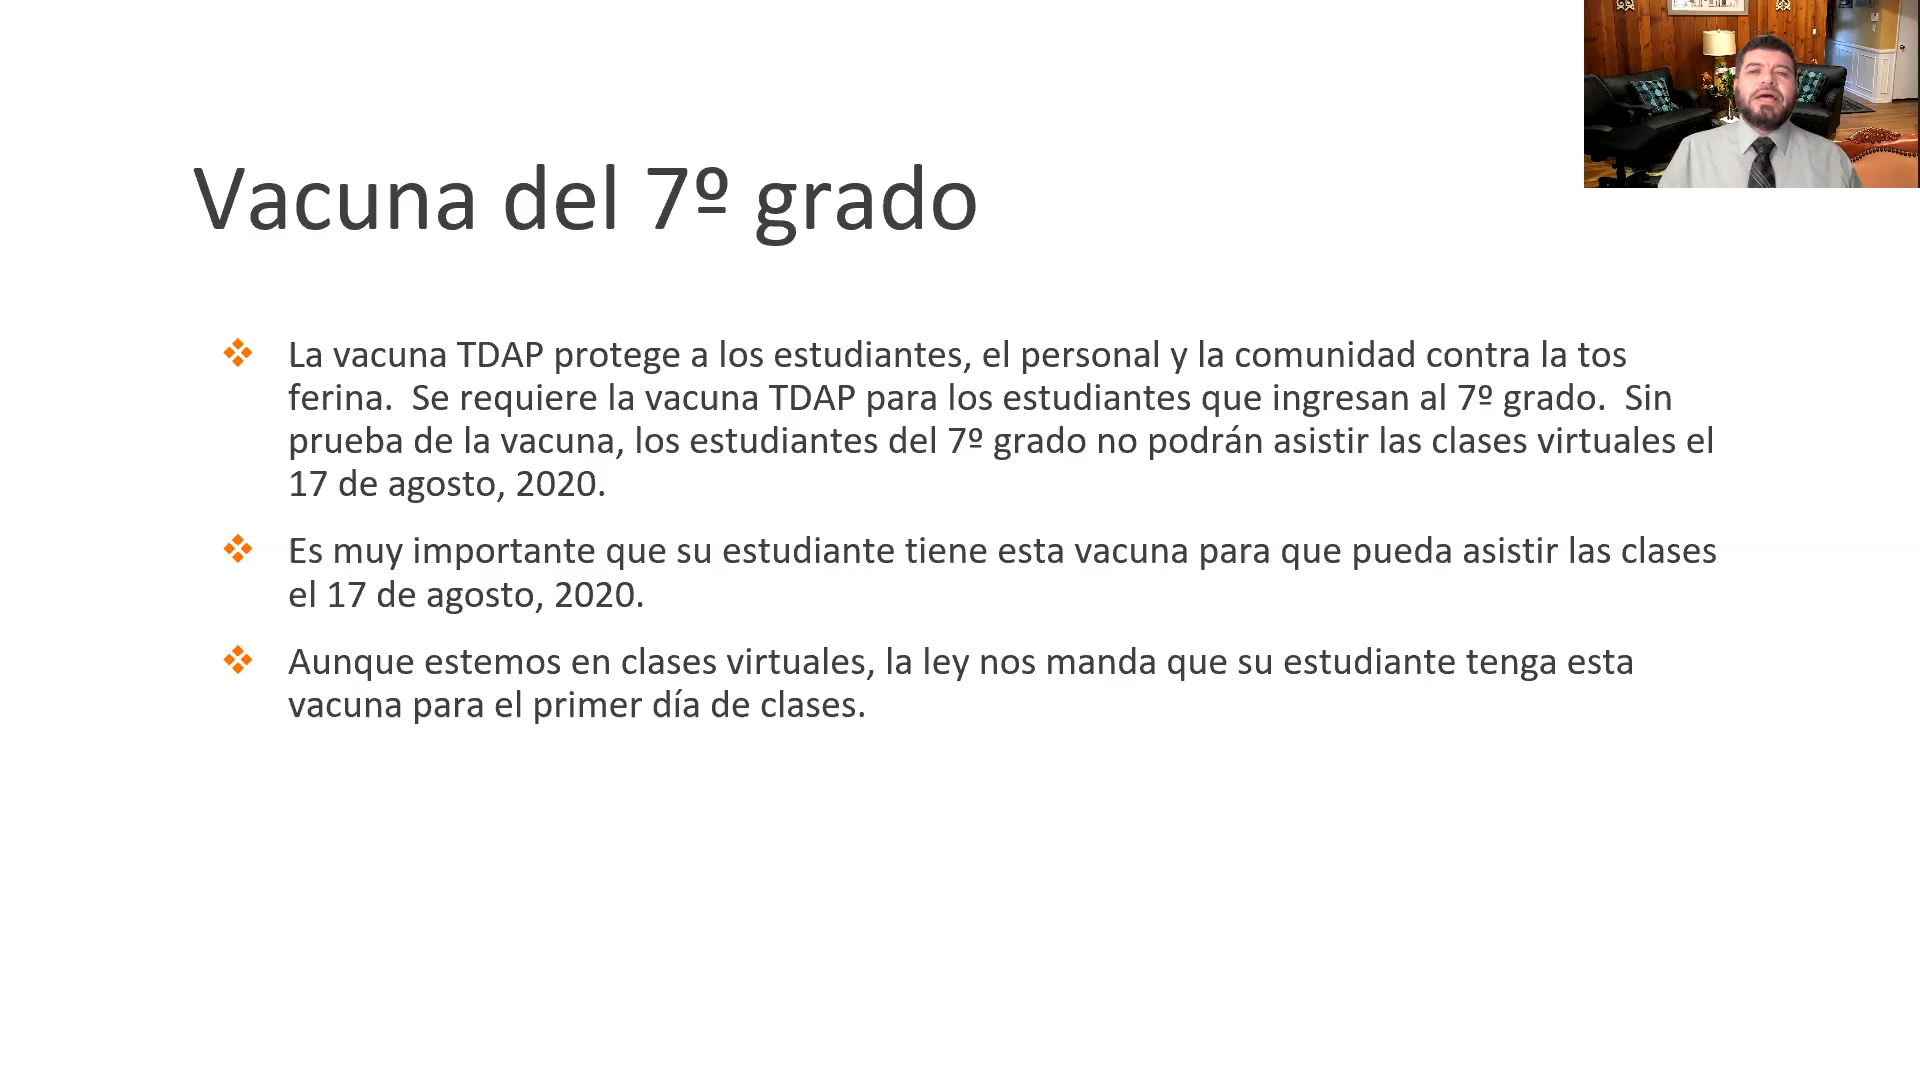 Vacuna del 7º grado
La vacuna TDAP protege a los estudiantes, el personal y la comunidad contra la tos
ferina.  Se requiere la vacuna TDAP para los estudiantes que ingresan al 7º grado.  Sin
prueba de la vacuna, los estudiantes del 7º grado no podrán asistir las clases virtuales el
17 de agosto, 2020.
Es muy importante que su estudiante tiene esta vacuna para que pueda asistir las clases
el 17 de agosto, 2020.
Aunque estemos en clases virtuales, la ley nos manda que su estudiante tenga esta
vacuna para el primer día de clases.